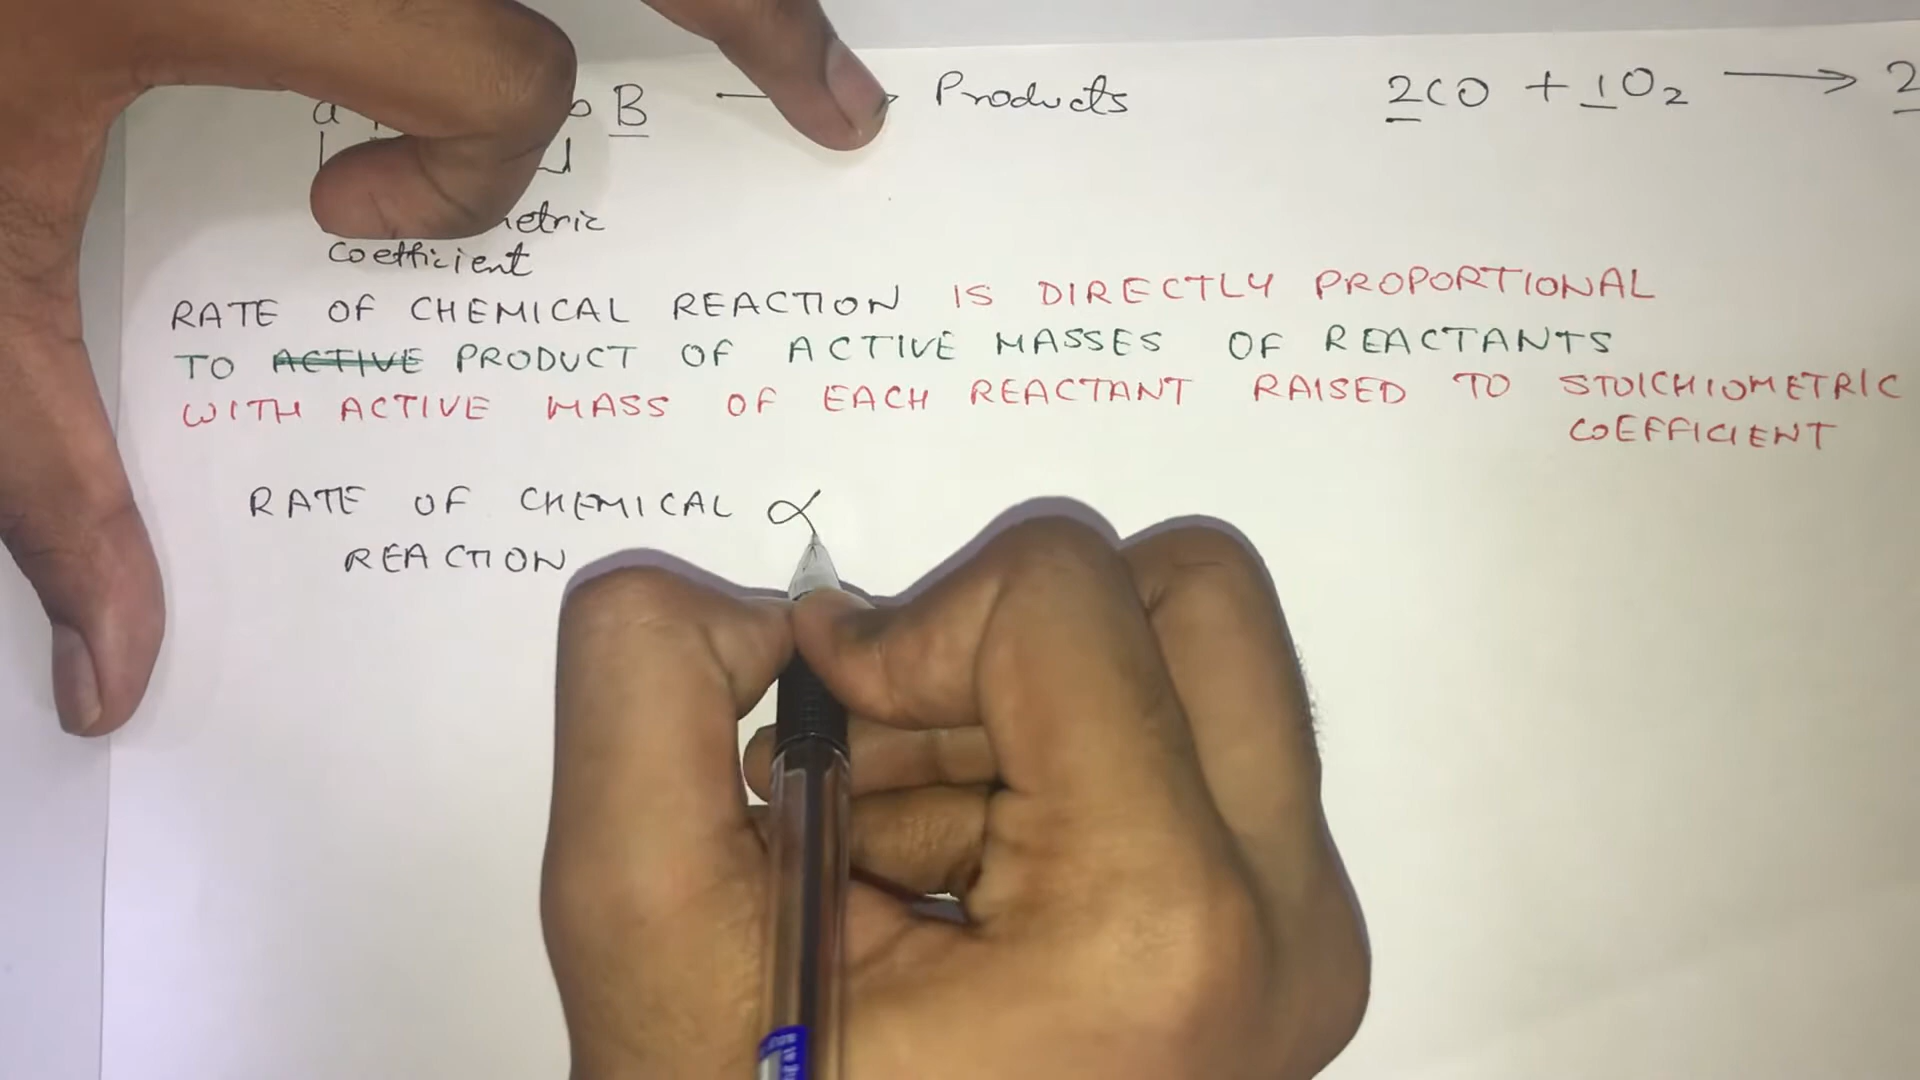 a B → Products 2CO + 1O₂ → 2
Coefficient
RATE OF CHEMICAL REACTION IS DIRECTLY PROPORTIONAL
TO ACTIVE PRODUCT OF ACTIVE MASSES OF REACTANTS
WITH ACTIVE MASS OF EACH REACTANT RAISED TO STOICHIOMETRIC
COEFFICIENT
RATE OF CHEMICAL ∝
REACTION